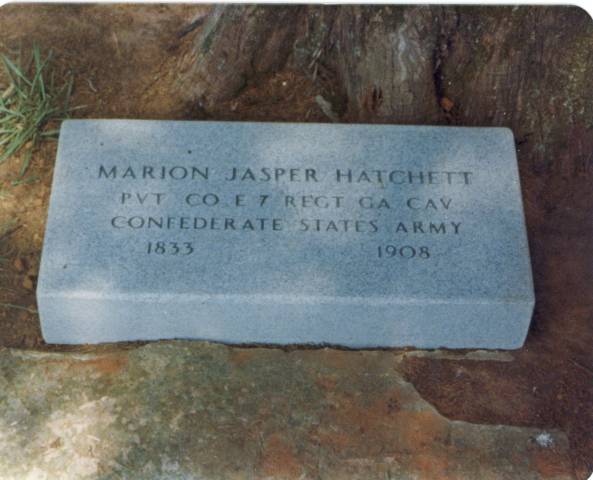 MARION JASPER HATCHETT
PVT CO E 7 REGT GA CAV
CONFEDERATE STATES ARMY
1833 1908